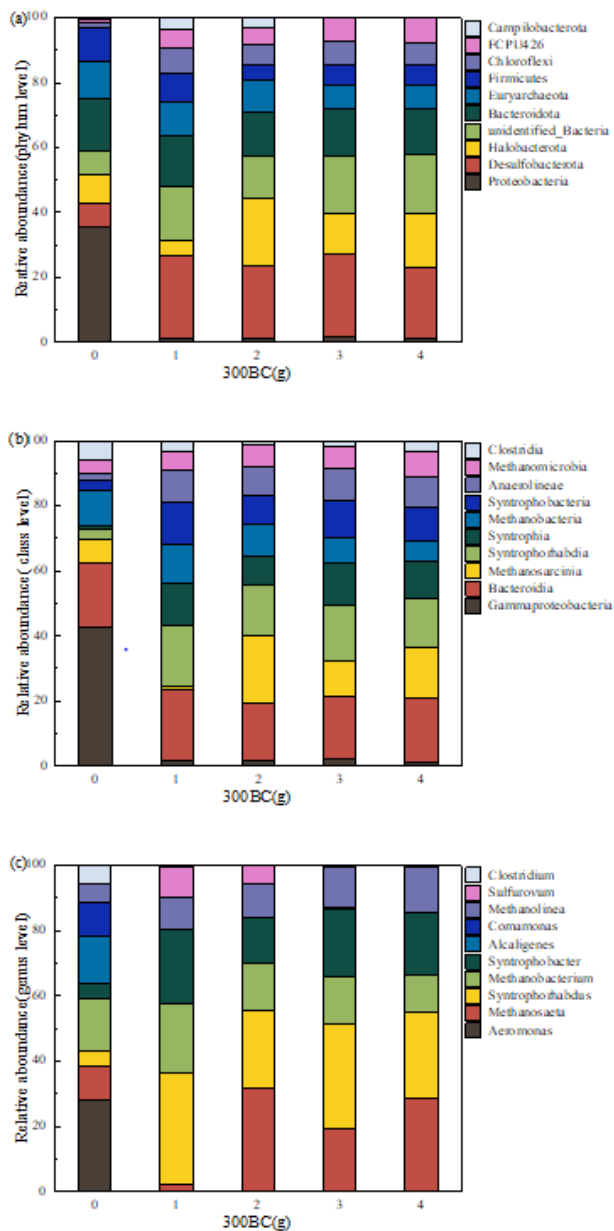 (a)
Reative aboundance(phylum level)
100
80
60
40
20
0
0 1 2 3 4
300BC(g)
Campilobacterota
FCPU426
Chloroflexi
Firmicutes
Euryarchaeota
Bacteroidota
unidentified_Bacteria
Halobacterota
Desulfobacterota
Proteobacteria
(b)
Relative aboundance( class level)
100
80
60
40
20
0
0 1 2 3 4
300BC(g)
Clostridia
Methanomicrobia
Anaerolineae
Syntrophobacteria
Methanobacteria
Syntrophia
Syntrophorhabdia
Methanosarcinia
Bacteroidia
Gammaproteobacteria
(c)
Relative aboundance(genus level)
100
80
60
40
20
0
0 1 2 3 4
300BC(g)
Clostridium
Sulfurovum
Methanolinea
Comamonas
Alcaligenes
Syntrophobacter
Methanobacterium
Syntrophorhabdus
Methanosaeta
Aeromonas